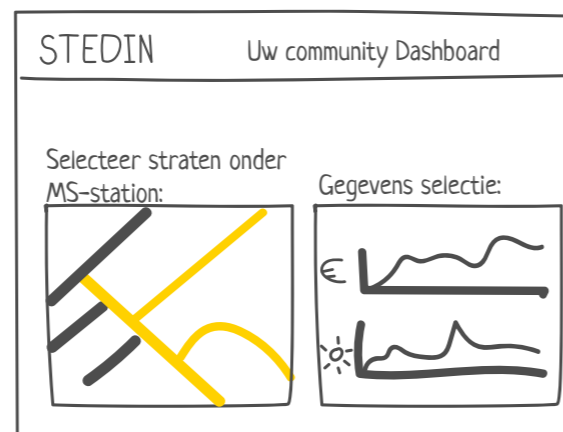 STEDIN
Uw community Dashboard
Selecteer straten onder
MS-station:
Gegevens selectie:
€